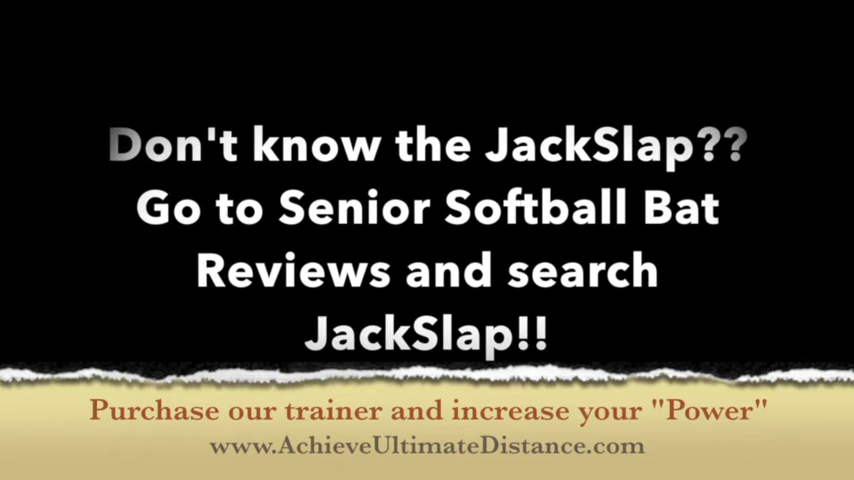 Don't know the JackSlap??
Go to Senior Softball Bat
Reviews and search
JackSlap!!
Purchase our trainer and increase your "Power"
www.AchieveUltimateDistance.com